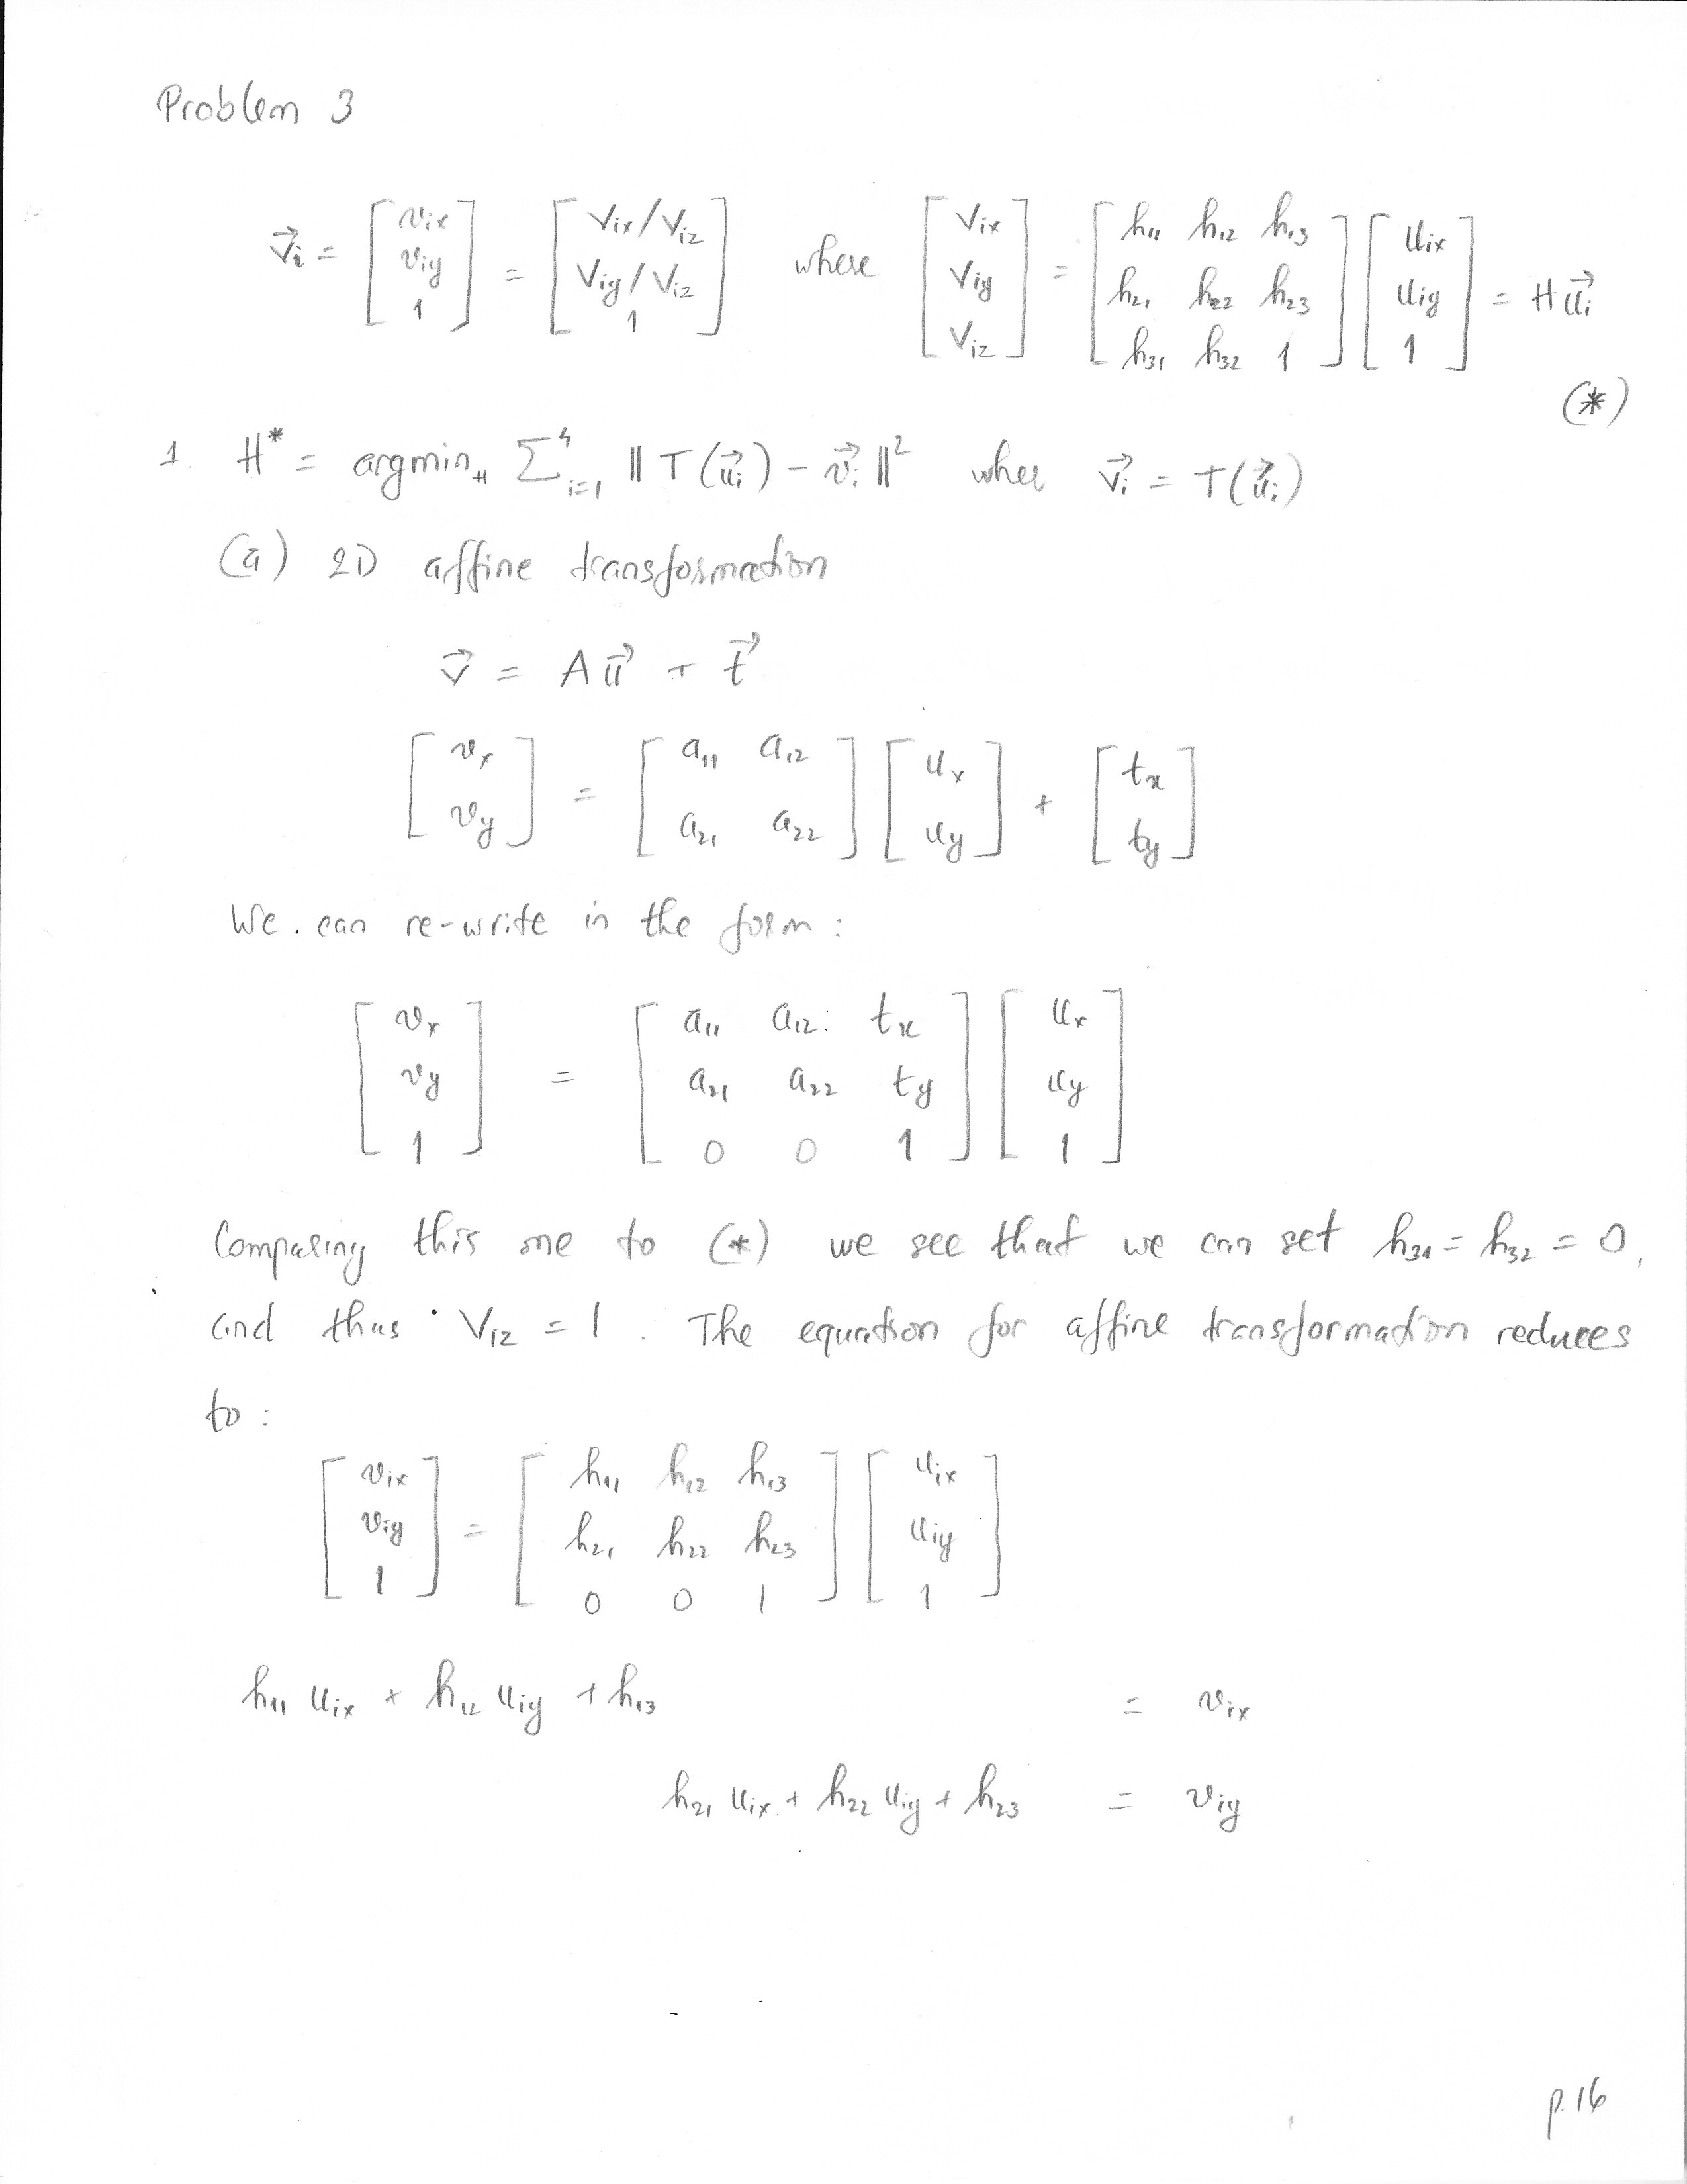 Problem 3
$\vec{v}_i = \begin{bmatrix} v_{ix} \\ v_{iy} \\ 1 \end{bmatrix} = \begin{bmatrix} V_{ix}/V_{iz} \\ V_{iy}/V_{iz} \\ 1 \end{bmatrix}$ where $\begin{bmatrix} V_{ix} \\ V_{iy} \\ V_{iz} \end{bmatrix} = \begin{bmatrix} h_{11} & h_{12} & h_{13} \\ h_{21} & h_{22} & h_{23} \\ h_{31} & h_{32} & 1 \end{bmatrix} \begin{bmatrix} u_{ix} \\ u_{iy} \\ 1 \end{bmatrix} = H\vec{u}_i$
(*)
1. $H^* = argmin_H \sum_{i=1}^{4} \| T(\vec{u}_i) - \vec{v}_i \|^2$ wher $\vec{v}_i = T(\vec{u}_i)$
(a) 2D affine transformation
$\vec{v} = A\vec{u} + \vec{t}$
$\begin{bmatrix} v_x \\ v_y \end{bmatrix} = \begin{bmatrix} a_{11} & a_{12} \\ a_{21} & a_{22} \end{bmatrix} \begin{bmatrix} u_x \\ u_y \end{bmatrix} + \begin{bmatrix} t_x \\ t_y \end{bmatrix}$
We can re-write in the form :
$\begin{bmatrix} v_x \\ v_y \\ 1 \end{bmatrix} = \begin{bmatrix} a_{11} & a_{12} & t_x \\ a_{21} & a_{22} & t_y \\ 0 & 0 & 1 \end{bmatrix} \begin{bmatrix} u_x \\ u_y \\ 1 \end{bmatrix}$
Comparing this one to (*) we see that we can set $h_{31} = h_{32} = 0$,
and thus $V_{iz} = 1$. The equation for affine transformation reduces
to :
$\begin{bmatrix} v_{ix} \\ v_{iy} \\ 1 \end{bmatrix} = \begin{bmatrix} h_{11} & h_{12} & h_{13} \\ h_{21} & h_{22} & h_{23} \\ 0 & 0 & 1 \end{bmatrix} \begin{bmatrix} u_{ix} \\ u_{iy} \\ 1 \end{bmatrix}$
$h_{11} u_{ix} + h_{12} u_{iy} + h_{13} = v_{ix}$
$h_{21} u_{ix} + h_{22} u_{iy} + h_{23} = v_{iy}$
p.16